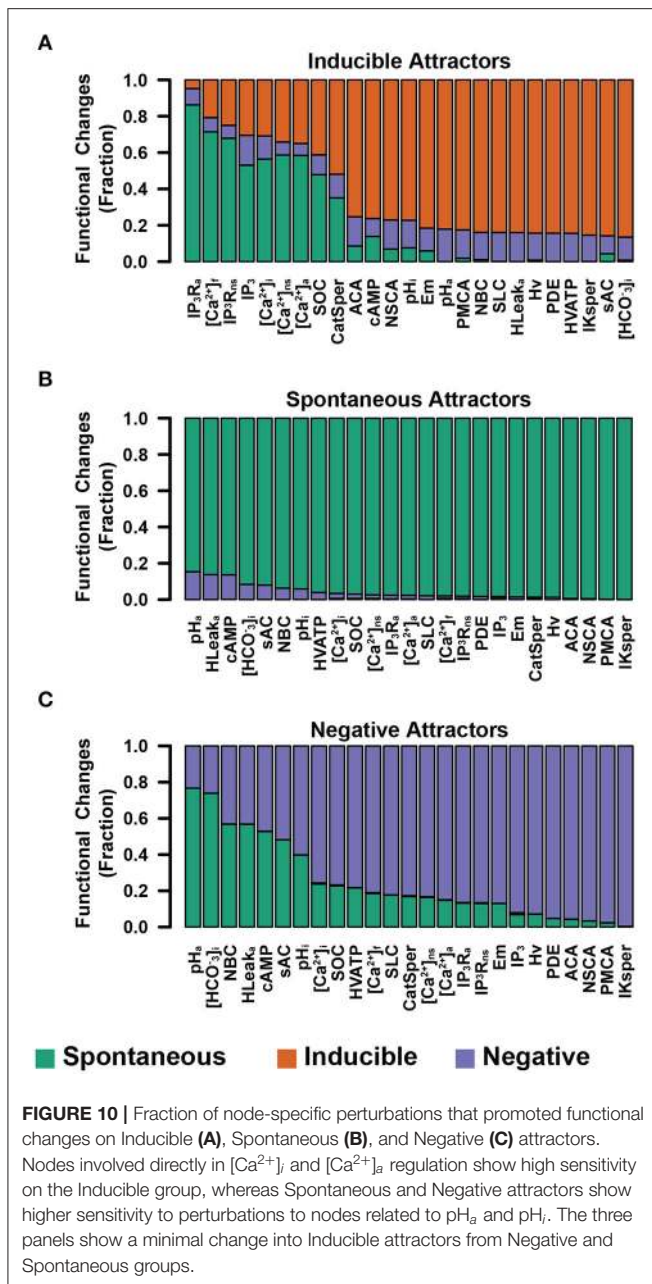 A
Inducible Attractors
Functional Changes
(Fraction)
1.0
0.8
0.6
0.4
0.2
0.0
IP3Ra
[Ca2+]f
IP3Rns
IP3
[Ca2+]i
[Ca2+]ns
[Ca2+]a
SOC
CatSper
ACA
cAMP
NSCA
pHi
Em
pHa
PMCA
NBC
SLC
HLeaka
Hv
PDE
HVATP
IKsper
sAC
[HCO-3]i
B
Spontaneous Attractors
Functional Changes
(Fraction)
1.0
0.8
0.6
0.4
0.2
0.0
pHa
HLeaka
cAMP
[HCO-3]i
sAC
NBC
pHi
HVATP
[Ca2+]i
SOC
[Ca2+]ns
IP3Ra
[Ca2+]a
SLC
[Ca2+]f
IP3Rns
PDE
IP3
Em
CatSper
Hv
ACA
NSCA
PMCA
IKsper
C
Negative Attractors
Functional Changes
(Fraction)
1.0
0.8
0.6
0.4
0.2
0.0
pHa
[HCO-3]i
NBC
HLeaka
cAMP
sAC
pHi
[Ca2+]i
SOC
HVATP
[Ca2+]f
SLC
CatSper
[Ca2+]ns
[Ca2+]a
IP3Ra
IP3Rns
Em
IP3
Hv
PDE
ACA
NSCA
PMCA
IKsper
Spontaneous
Inducible
Negative
FIGURE 10 | Fraction of node-specific perturbations that promoted functional
changes on Inducible (A), Spontaneous (B), and Negative (C) attractors.
Nodes involved directly in [Ca2+]i and [Ca2+]a regulation show high sensitivity
on the Inducible group, whereas Spontaneous and Negative attractors show
higher sensitivity to perturbations to nodes related to pHa and pHi. The three
panels show a minimal change into Inducible attractors from Negative and
Spontaneous groups.